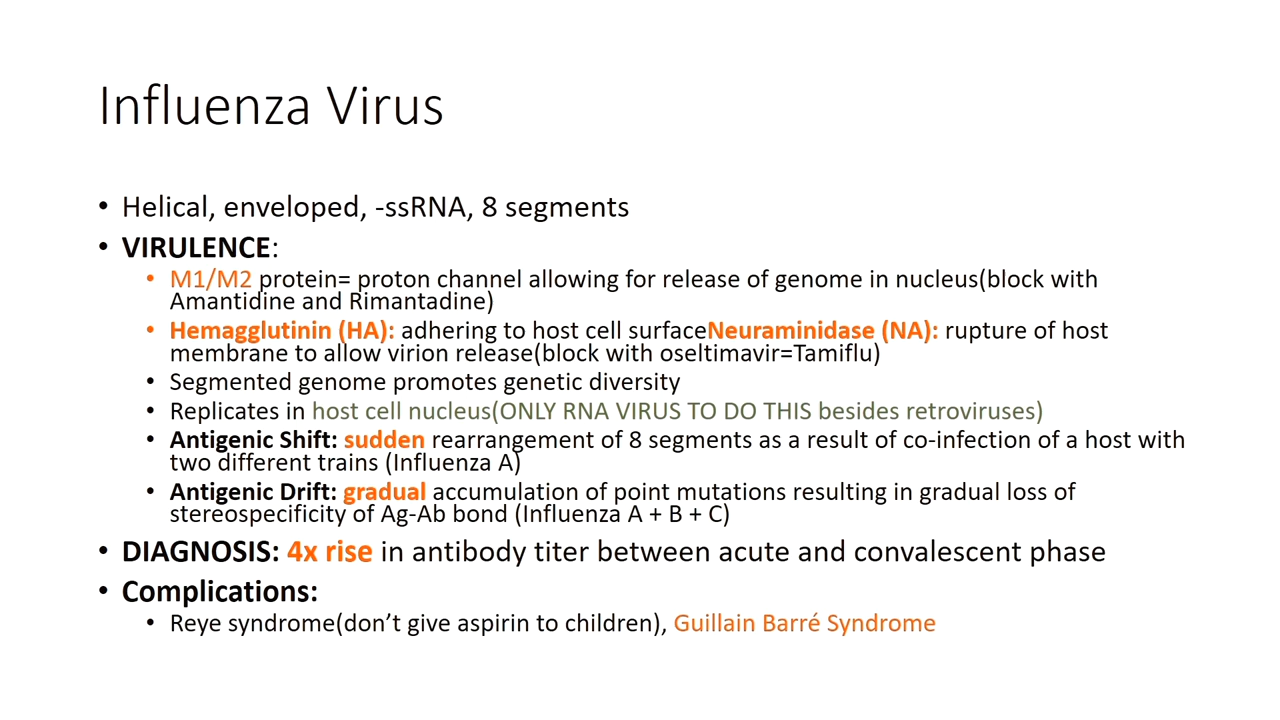 Influenza Virus
• Helical, enveloped, -ssRNA, 8 segments
• VIRULENCE:
• M1/M2 protein= proton channel allowing for release of genome in nucleus(block with
Amantidine and Rimantadine)
• Hemagglutinin (HA): adhering to host cell surfaceNeuraminidase (NA): rupture of host
membrane to allow virion release(block with oseltimavir=Tamiflu)
• Segmented genome promotes genetic diversity
• Replicates in host cell nucleus(ONLY RNA VIRUS TO DO THIS besides retroviruses)
• Antigenic Shift: sudden rearrangement of 8 segments as a result of co-infection of a host with
two different trains (Influenza A)
• Antigenic Drift: gradual accumulation of point mutations resulting in gradual loss of
stereospecificity of Ag-Ab bond (Influenza A + B + C)
• DIAGNOSIS: 4x rise in antibody titer between acute and convalescent phase
• Complications:
• Reye syndrome(don’t give aspirin to children), Guillain Barré Syndrome